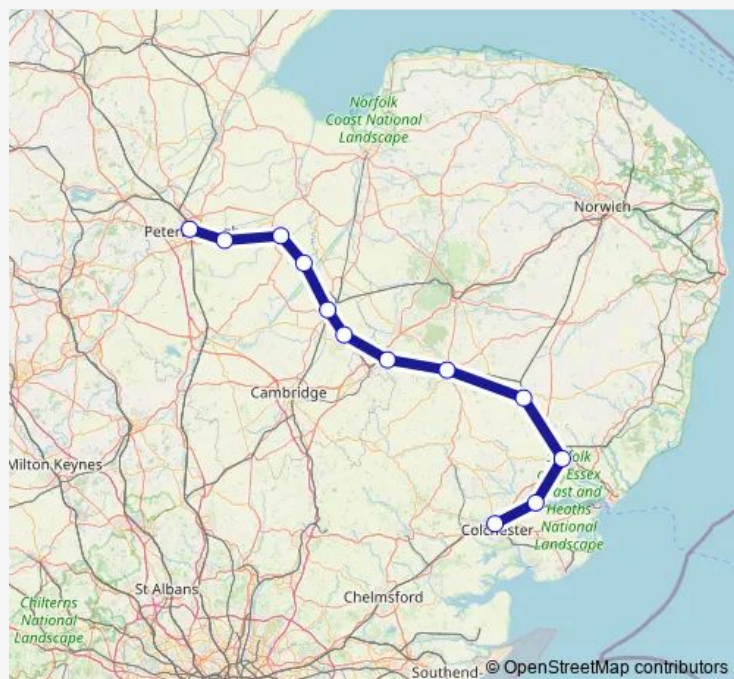 Norfolk
Coast National
Landscape
Norwich
Peter
Cambridge
Milton Keynes
Essex
ast and
Heaths
National
Landscape
Colchester
St Albans
Chelmsford
Chilterns
National
Landscape
Southend-
© OpenStreetMap contributors